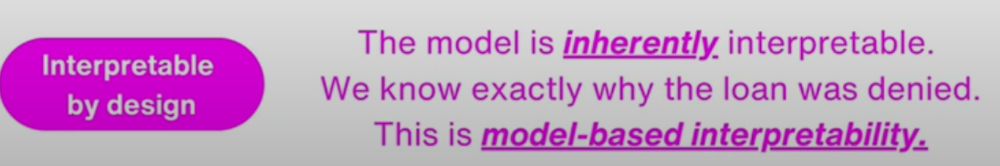 Interpretable
by design
The model is inherently interpretable.
We know exactly why the loan was denied.
This is model-based interpretability.